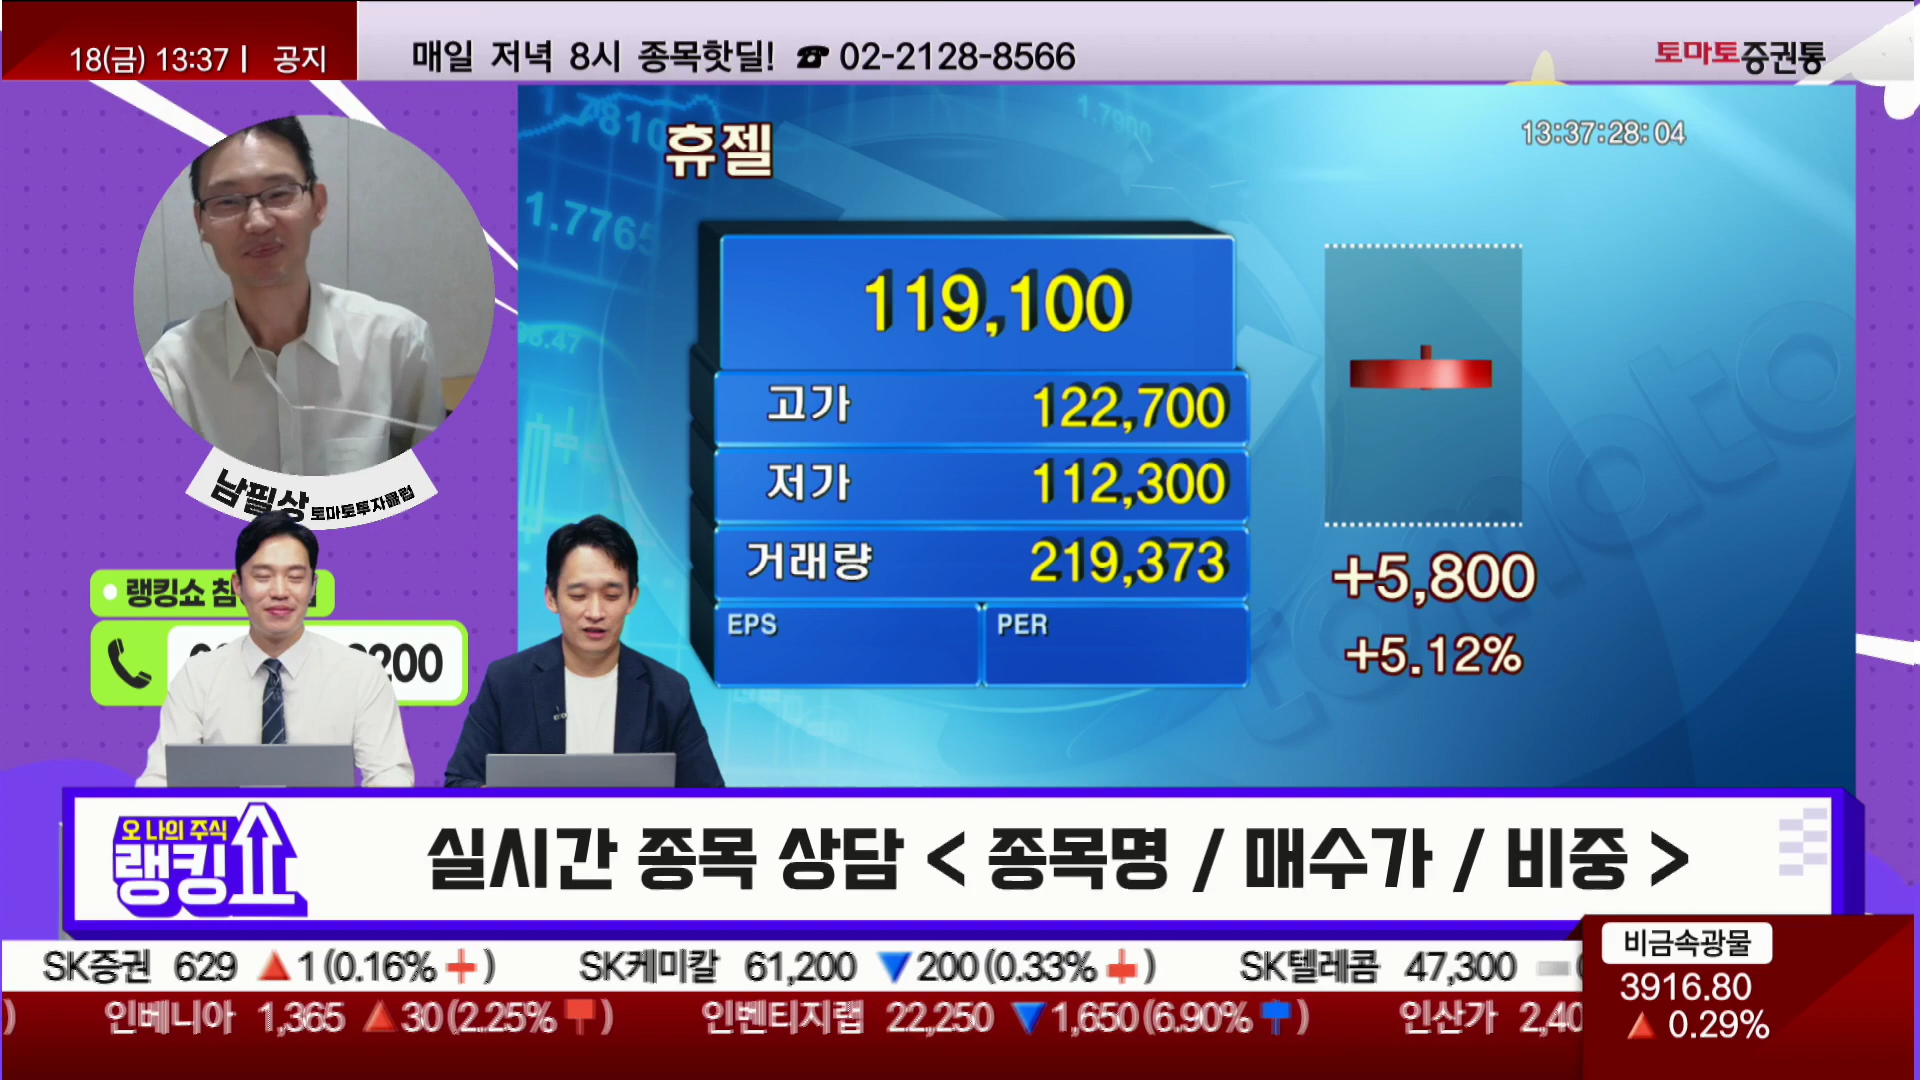 18(금) 13:37 | 공지
매일 저녁 8시 종목핫딜! ☎ 02-2128-8566
토마토증권통
휴젤
13:37:28:04
119,100
고가 122,700
저가 112,300
거래량 219,373
EPS
PER
+5,800
+5.12%
1.7765
tomato
남필상 토마토투자클럽
랭킹쇼
200
오 나의 주식
랭킹쇼
실시간 종목 상담 < 종목명 / 매수가 / 비중 >
SK증권 629 ▲1(0.16% ) SK케미칼 61,200 ▼200(0.33% ) SK텔레콤 47,300
인베니아 1,365 ▲30(2.25% ) 인벤티지랩 22,250 ▼1,650(6.90% ) 인산가 2,40
비금속광물
3916.80
▲ 0.29%